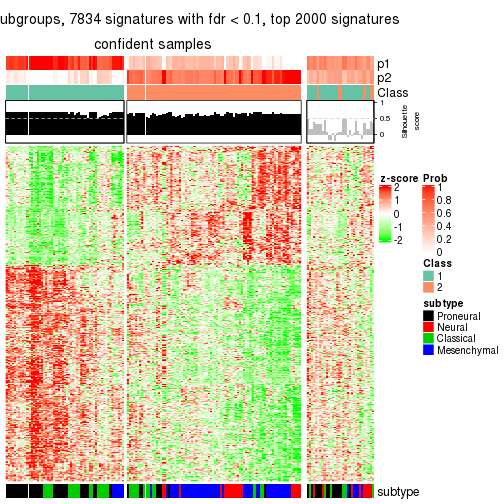 ubgroups, 7834 signatures with fdr < 0.1, top 2000 signatures
confident samples
p1
p2
Class
1
0.5
0
Silhouette
score
z-score
2
1
0
-1
-2
Prob
1
0.8
0.6
0.4
0.2
0
Class
1
2
subtype
Proneural
Neural
Classical
Mesenchymal
subtype